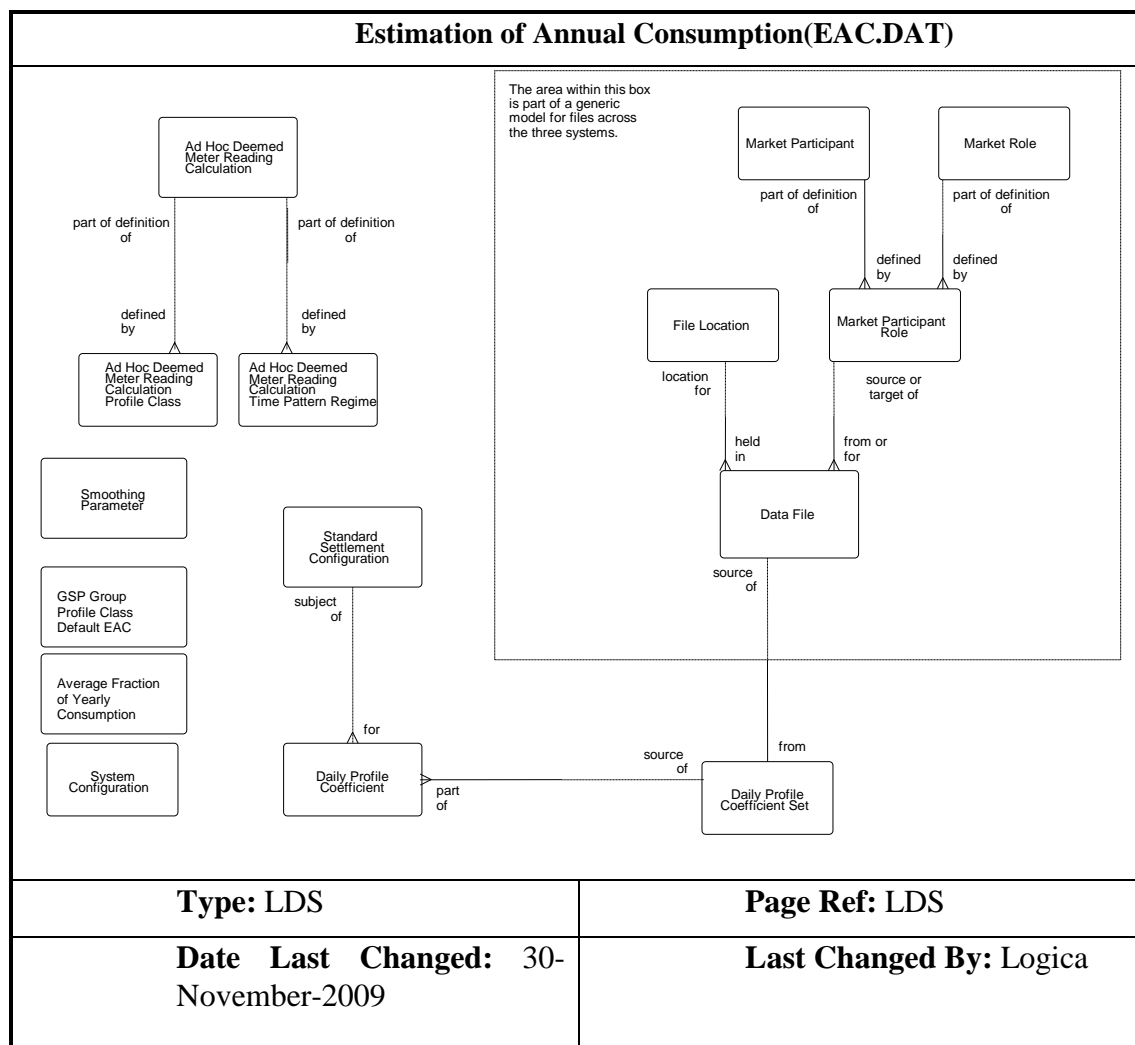 Estimation of Annual Consumption(EAC.DAT)
The area within this box
is part of a generic
model for files across
the three systems.
Ad Hoc Deemed
Meter Reading
Calculation
Market Participant
Market Role
part of definition
of
part of definition
of
part of definition
of
part of definition
of
defined
by
defined
by
defined
by
defined
by
File Location
Market Participant
Role
Ad Hoc Deemed
Meter Reading
Calculation
Profile Class
Ad Hoc Deemed
Meter Reading
Calculation
Time Pattern Regime
location
for
source or
target of
held
in
from or
for
Smoothing
Parameter
Standard
Settlement
Configuration
Data File
source
of
GSP Group
Profile Class
Default EAC
subject
of
Average Fraction
of Yearly
Consumption
for
from
System
Configuration
Daily Profile
Coefficient
part
of
source
of
Daily Profile
Coefficient Set
Type: LDS
Page Ref: LDS
Date Last Changed: 30-
November-2009
Last Changed By: Logica